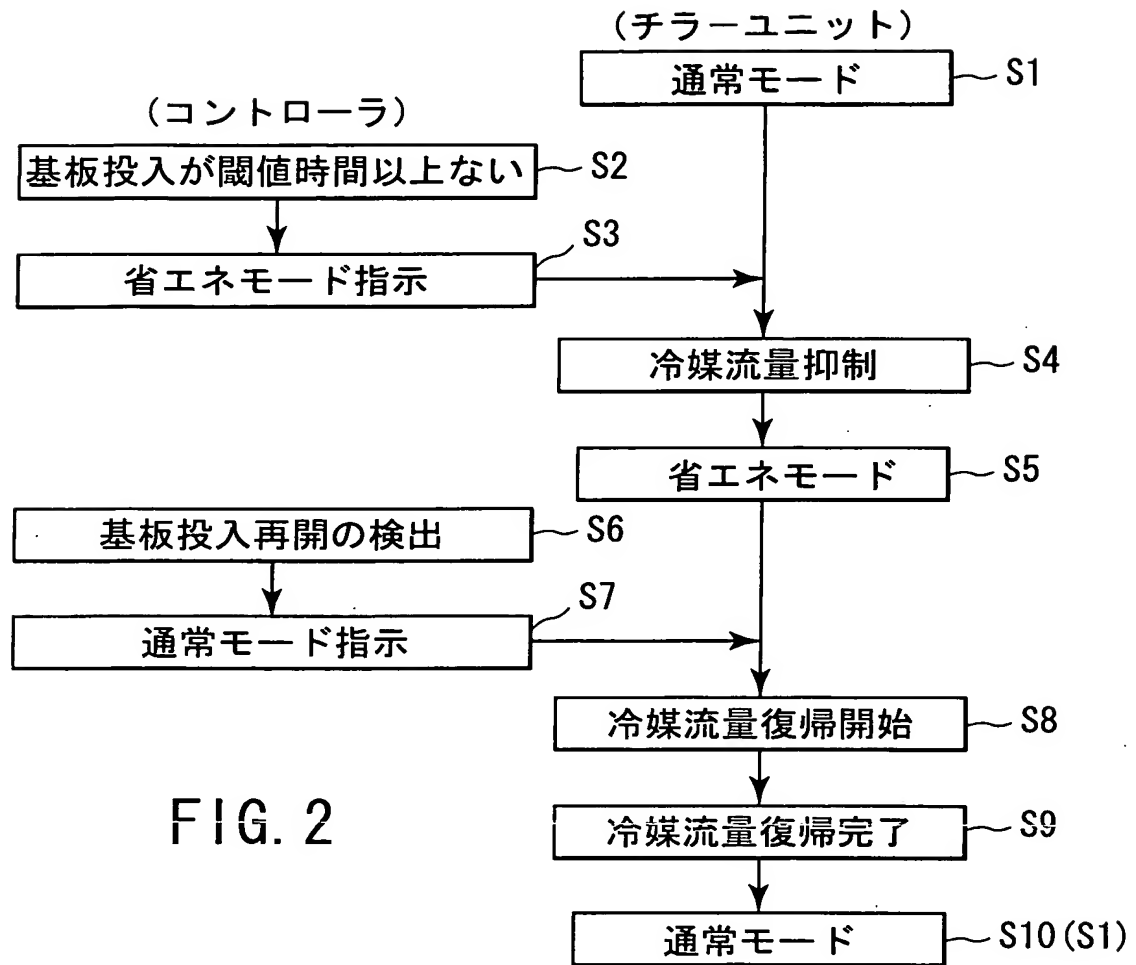 (チラーユニット)
通常モード
S1
(コントローラ)
基板投入が閾値時間以上ない
S2
省エネモード指示
S3
冷媒流量抑制
S4
省エネモード
S5
基板投入再開の検出
S6
通常モード指示
S7
冷媒流量復帰開始
S8
冷媒流量復帰完了
S9
通常モード
S10(S1)
FIG. 2